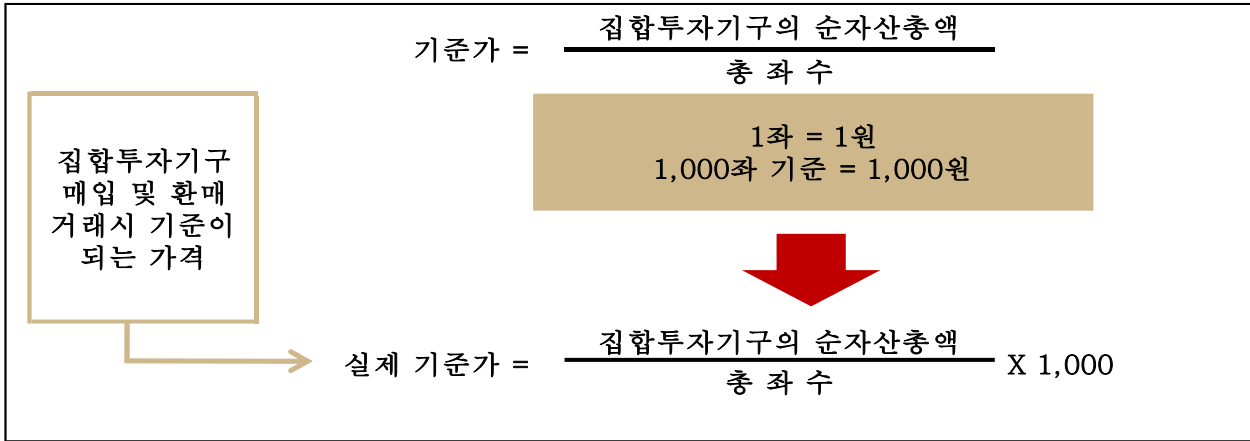 기준가 =
집합투자기구의 순자산총액
총 좌 수
1좌 = 1원
1,000좌 기준 = 1,000원
집합투자기구
매입 및 환매
거래시 기준이
되는 가격
실제 기준가 =
집합투자기구의 순자산총액
총 좌 수
X 1,000